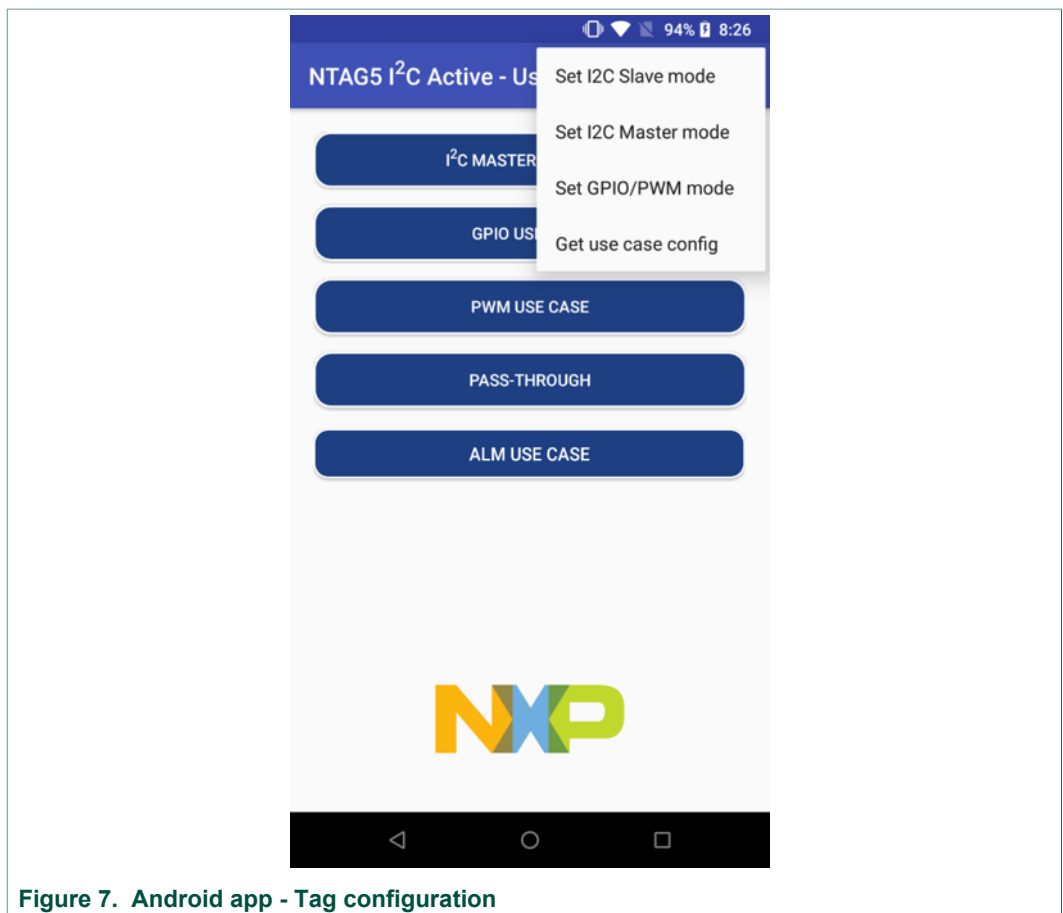 94% 8:26
NTAG5 I²C Active - Us
Set I2C Slave mode
Set I2C Master mode
Set GPIO/PWM mode
Get use case config
I²C MASTER
GPIO US
PWM USE CASE
PASS-THROUGH
ALM USE CASE
NXP
Figure 7. Android app - Tag configuration